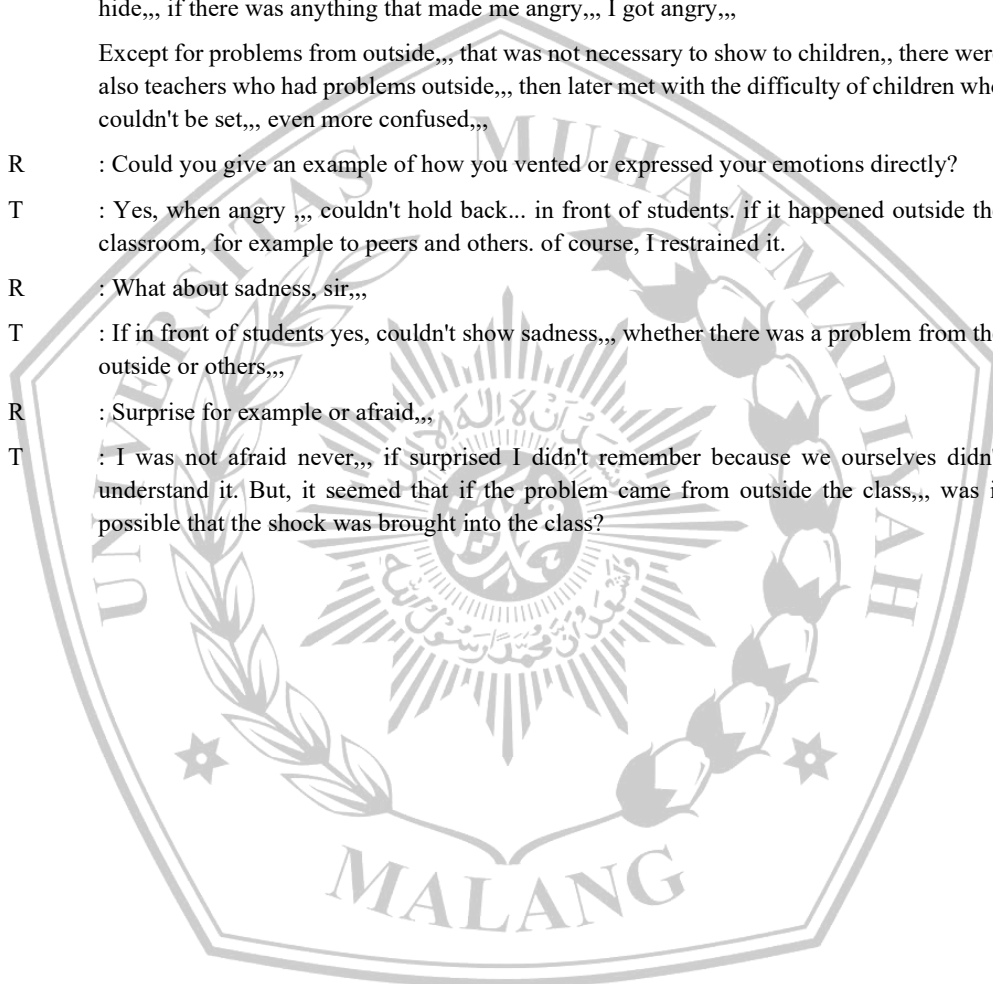 hide,,, if there was anything that made me angry,,, I got angry,,,
Except for problems from outside,,, that was not necessary to show to children,, there were
also teachers who had problems outside,,, then later met with the difficulty of children who
couldn't be set,,, even more confused,,,
R : Could you give an example of how you vented or expressed your emotions directly?
T : Yes, when angry ,,, couldn't hold back... in front of students. if it happened outside the
classroom, for example to peers and others. of course, I restrained it.
R : What about sadness, sir,,,
T : If in front of students yes, couldn't show sadness,,, whether there was a problem from the
outside or others,,,
R : Surprise for example or afraid,,,
T : I was not afraid never,,, if surprised I didn't remember because we ourselves didn'
understand it. But, it seemed that if the problem came from outside the class,,, was i
possible that the shock was brought into the class?
UNIVERSITAS MUHAMMADIYAH
MALANG